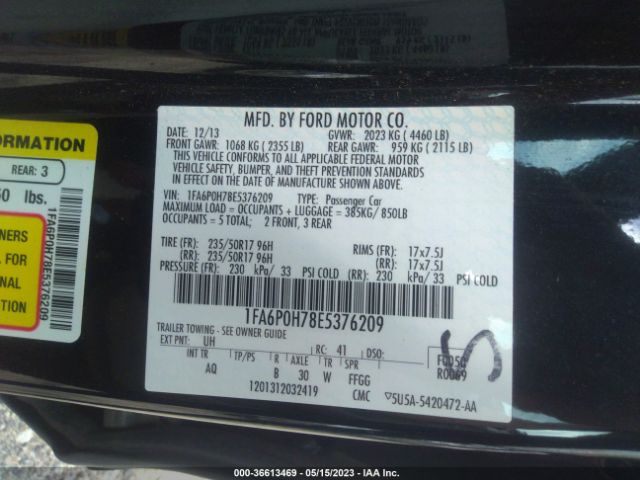 MFD. BY FORD MOTOR CO.
DATE: 12/13 GVWR: 2023 KG ( 4460 LB)
FRONT GAWR: 1068 KG ( 2355 LB) REAR GAWR: 959 KG ( 2115 LB)
THIS VEHICLE CONFORMS TO ALL APPLICABLE FEDERAL MOTOR
VEHICLE SAFETY, BUMPER, AND THEFT PREVENTION STANDARDS
IN EFFECT ON THE DATE OF MANUFACTURE SHOWN ABOVE.
VIN: 1FA6P0H78E5376209 TYPE: Passenger Car
MAXIMUM LOAD = OCCUPANTS + LUGGAGE = 385KG/ 850LB
OCCUPANTS = 5 TOTAL; 2 FRONT, 3 REAR
TIRE (FR): 235/50R17 96H RIMS (FR): 17x7.5J
(RR): 235/50R17 96H (RR): 17x7.5J
PRESSURE (FR): 230 kPa/ 33 PSI COLD (RR): 230 kPa/ 33 PSI COLD
1FA6P0H78E5376209
TRAILER TOWING - SEE OWNER GUIDE
EXT PNT: UH RC: 41 DSO: F0050
R0069
INT TR TP/PS R AXLE TR SPR
AQ B 30 W FFGG
1201312032419 CMC 5U5A-5420472-AA
S
ORMATION
REAR: 3
50 lbs.
NERS
L FOR
ONAL
N
1FA6P0H78E5376209
000-36613469 - 05/15/2023 - IAA Inc.